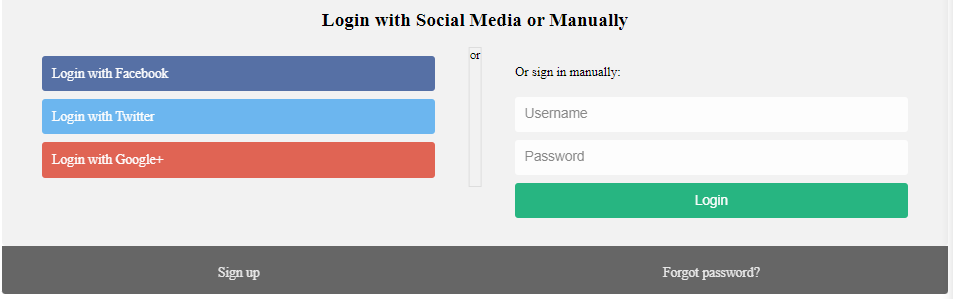 Login with Social Media or Manually
Login with Facebook
Login with Twitter
Login with Google+
or
Or sign in manually:
Username
Password
Login
Sign up
Forgot password?